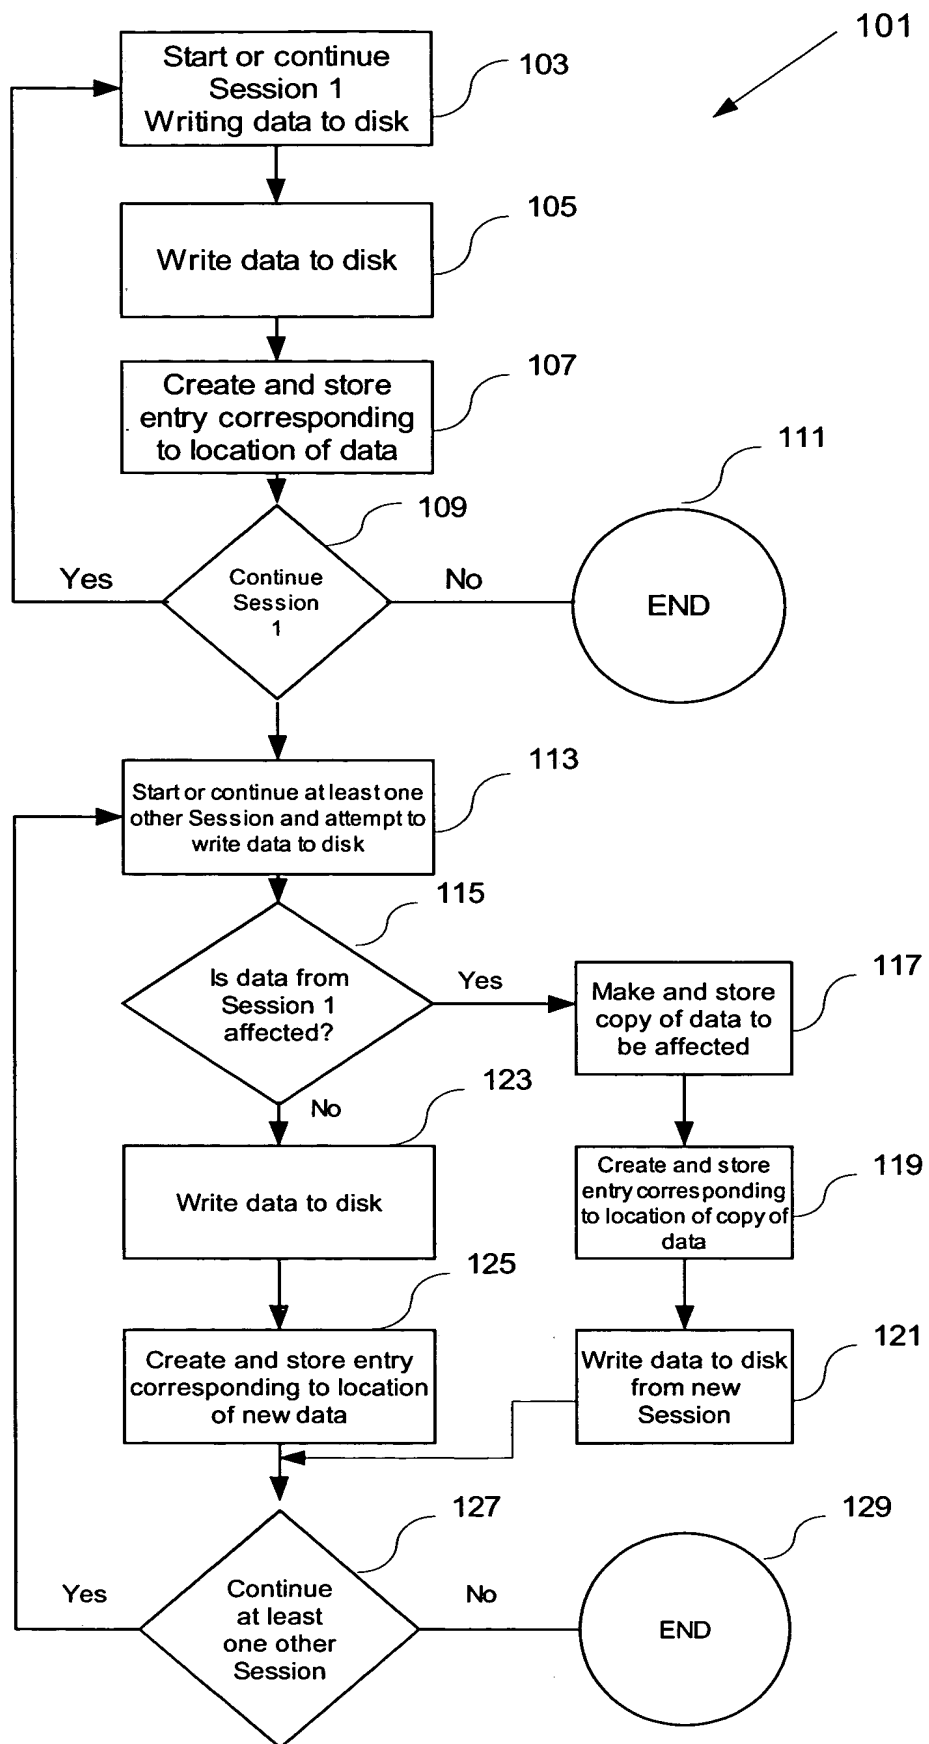 101
Start or continue
Session 1
Writing data to disk
103
Write data to disk
105
Create and store
entry corresponding
to location of data
107
109
Continue
Session
1
Yes
No
111
END
Start or continue at least one
other Session and attempt to
write data to disk
113
115
Is data from
Session 1
affected?
Yes
No
Make and store
copy of data to
be affected
117
Create and store
entry corresponding
to location of copy of
data
119
Write data to disk
from new
Session
121
123
Write data to disk
125
Create and store entry
corresponding to location
of new data
127
Continue
at least
one other
Session
Yes
No
129
END